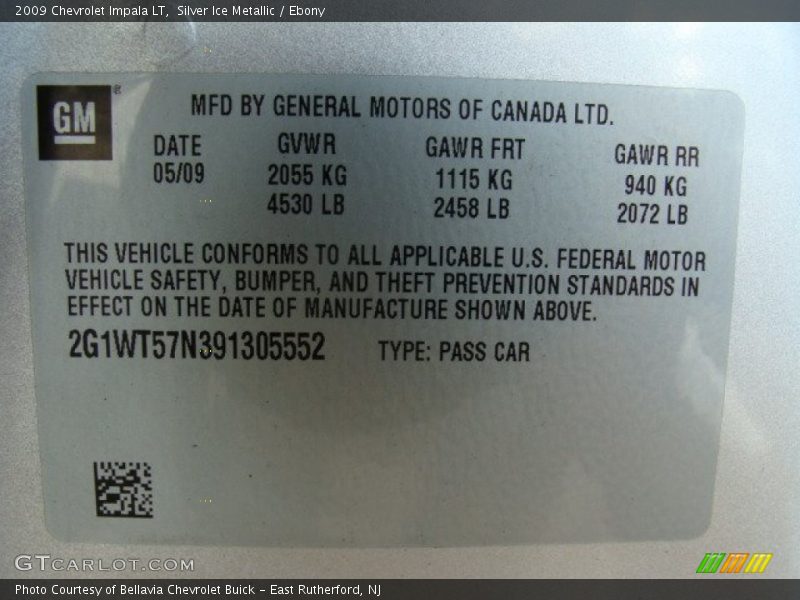 2009 Chevrolet Impala LT, Silver Ice Metallic / Ebony
GM®
MFD BY GENERAL MOTORS OF CANADA LTD.
DATE GVWR GAWR FRT GAWR RR
05/09 2055 KG 1115 KG 940 KG
4530 LB 2458 LB 2072 LB
THIS VEHICLE CONFORMS TO ALL APPLICABLE U.S. FEDERAL MOTOR
VEHICLE SAFETY, BUMPER, AND THEFT PREVENTION STANDARDS IN
EFFECT ON THE DATE OF MANUFACTURE SHOWN ABOVE.
2G1WT57N391305552 TYPE: PASS CAR
GTCARLOT.COM
Photo Courtesy of Bellavia Chevrolet Buick – East Rutherford, NJ